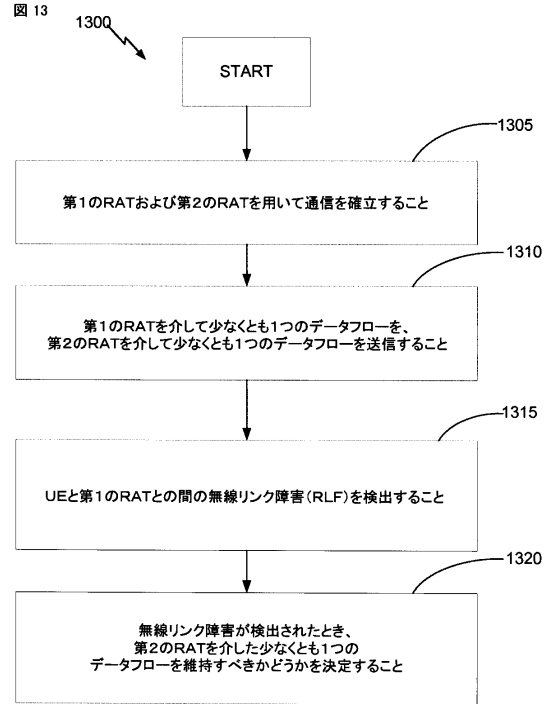 図 13
1300
START
1305
第1のRATおよび第2のRATを用いて通信を確立すること
1310
第1のRATを介して少なくとも1つのデータフローを、
第2のRATを介して少なくとも1つのデータフローを送信すること
1315
UEと第1のRATとの間の無線リンク障害(RLF)を検出すること
1320
無線リンク障害が検出されたとき、
第2のRATを介した少なくとも1つの
データフローを維持すべきかどうかを決定すること